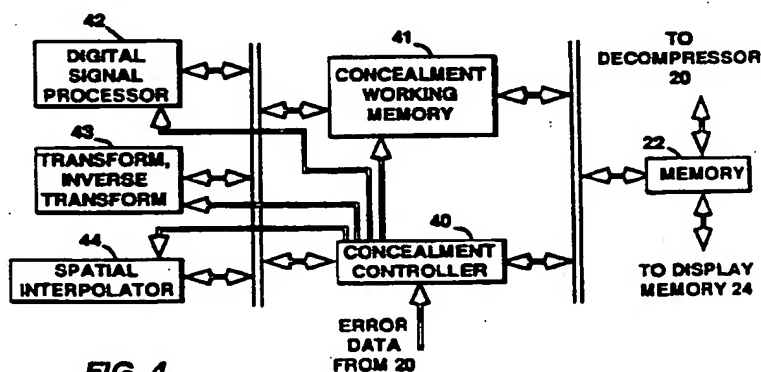 42
DIGITAL
SIGNAL
PROCESSOR
43
TRANSFORM,
INVERSE
TRANSFORM
44
SPATIAL
INTERPOLATOR
41
CONCEALMENT
WORKING
MEMORY
40
CONCEALMENT
CONTROLLER
ERROR
DATA
FROM 20
TO
DECOMPRESSOR
20
22
MEMORY
TO DISPLAY
MEMORY 24
FIG. 4